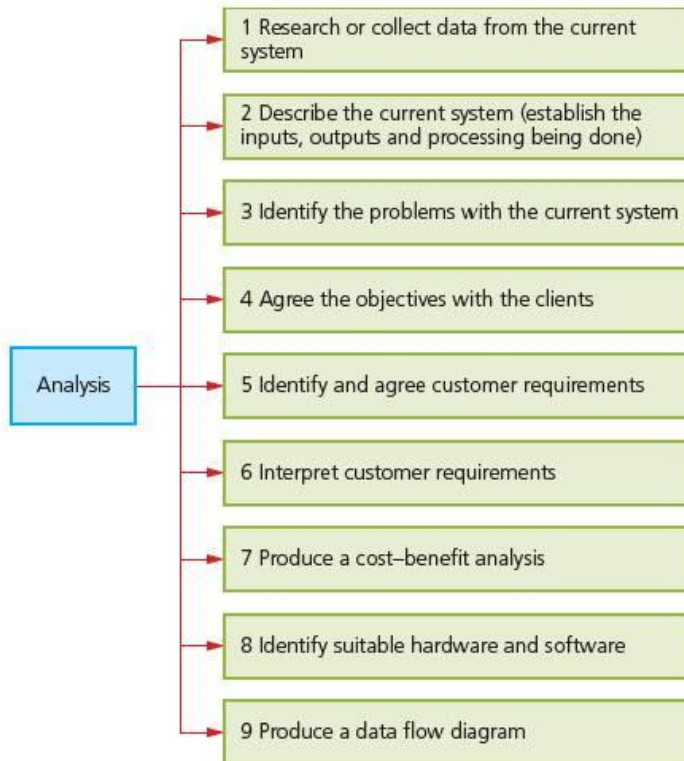 1 Research or collect data from the current
system
2 Describe the current system (establish the
inputs, outputs and processing being done)
3 Identify the problems with the current system
4 Agree the objectives with the clients
Analysis
5 Identify and agree customer requirements
6 Interpret customer requirements
7 Produce a cost–benefit analysis
8 Identify suitable hardware and software
9 Produce a data flow diagram